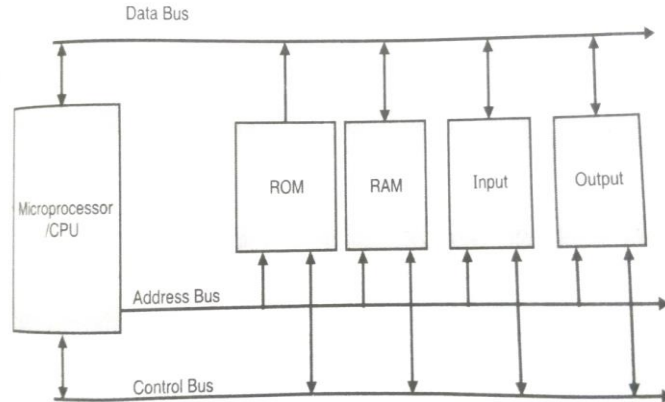 Data Bus
ROM
RAM
Input
Output
Microprocessor
/CPU
Address Bus
Control Bus